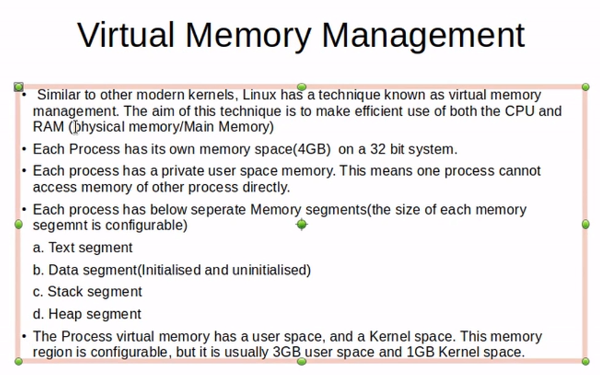 Virtual Memory Management
• Similar to other modern kernels, Linux has a technique known as virtual memory
management. The aim of this technique is to make efficient use of both the CPU and
RAM (physical memory/Main Memory)
• Each Process has its own memory space(4GB) on a 32 bit system.
• Each process has a private user space memory. This means one process cannot
access memory of other process directly.
• Each process has below seperate Memory segments(the size of each memory
segemnt is configurable)
a. Text segment
b. Data segment(Initialised and uninitialised)
c. Stack segment
d. Heap segment
• The Process virtual memory has a user space, and a Kernel space. This memory
region is configurable, but it is usually 3GB user space and 1GB Kernel space.